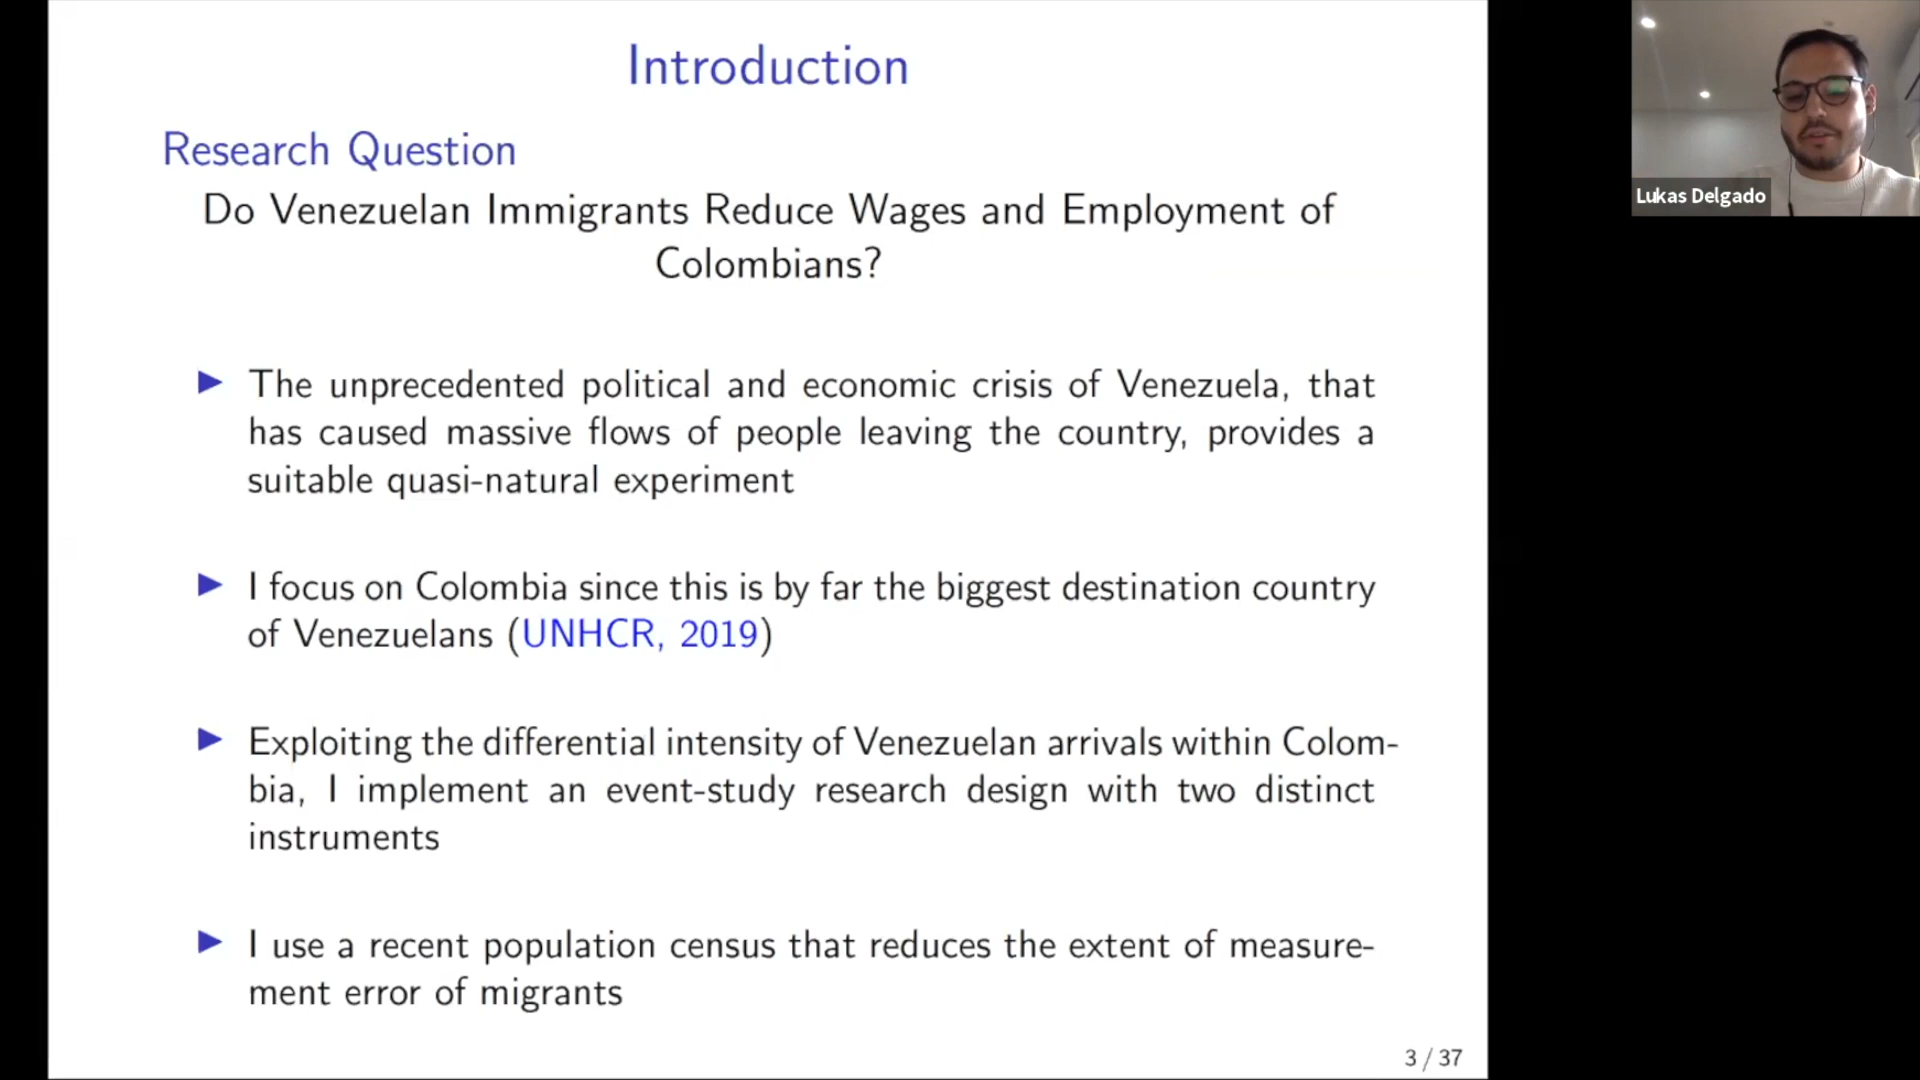 Introduction
Research Question
Do Venezuelan Immigrants Reduce Wages and Employment of
Colombians?
▶ The unprecedented political and economic crisis of Venezuela, that
has caused massive flows of people leaving the country, provides a
suitable quasi-natural experiment
▶ I focus on Colombia since this is by far the biggest destination country
of Venezuelans (UNHCR, 2019)
▶ Exploiting the differential intensity of Venezuelan arrivals within Colom-
bia, I implement an event-study research design with two distinct
instruments
▶ I use a recent population census that reduces the extent of measure-
ment error of migrants
3 / 37
Lukas Delgado